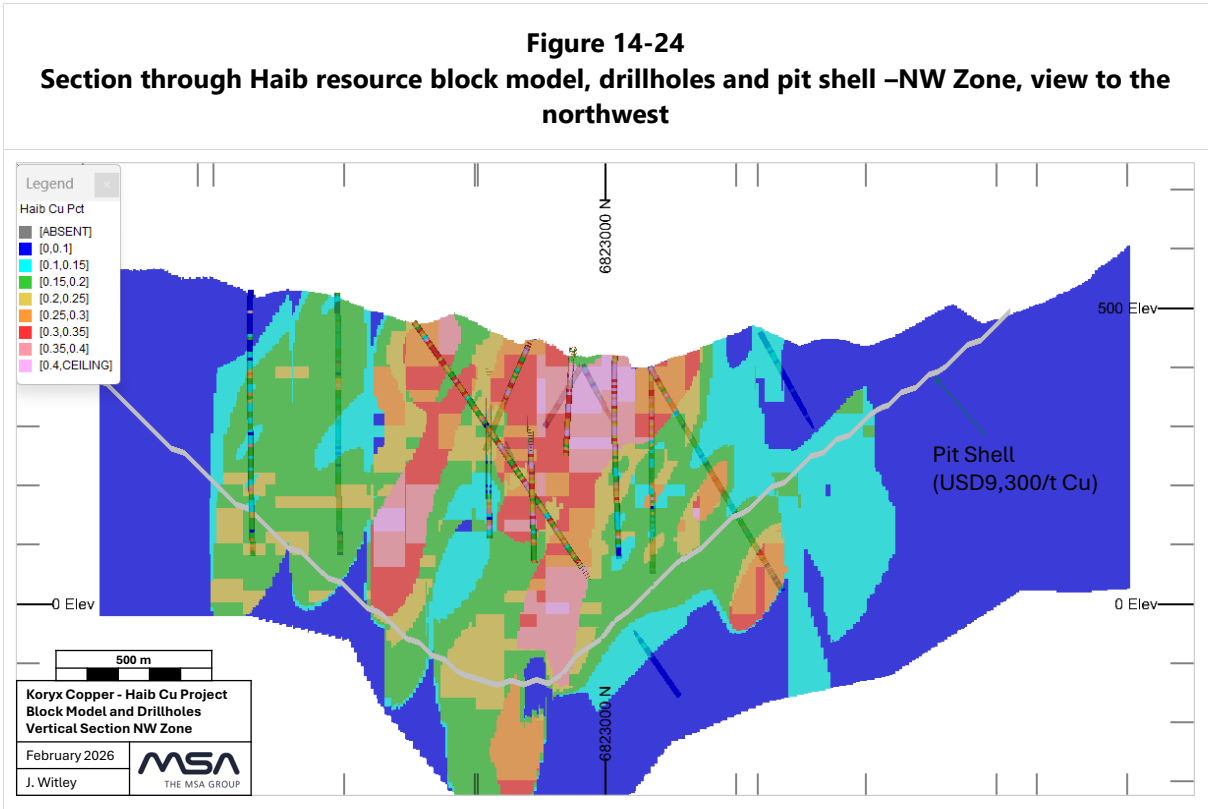 Figure 14-24
Section through Haib resource block model, drillholes and pit shell –NW Zone, view to the
northwest
Legend
×
Haib Cu Pct
[ABSENT]
[0,0.1]
[0.1,0.15]
[0.15,0.2]
[0.2,0.25]
[0.25,0.3]
[0.3,0.35]
[0.35,0.4]
[0.4,CEILING]
6823000 N
500 Elev
Pit Shell
(USD9,300/t Cu)
0 Elev
0 Elev
6823000 N
500 m
Koryx Copper - Haib Cu Project
Block Model and Drillholes
Vertical Section NW Zone
February 2026
J. Witley
MSA
THE MSA GROUP